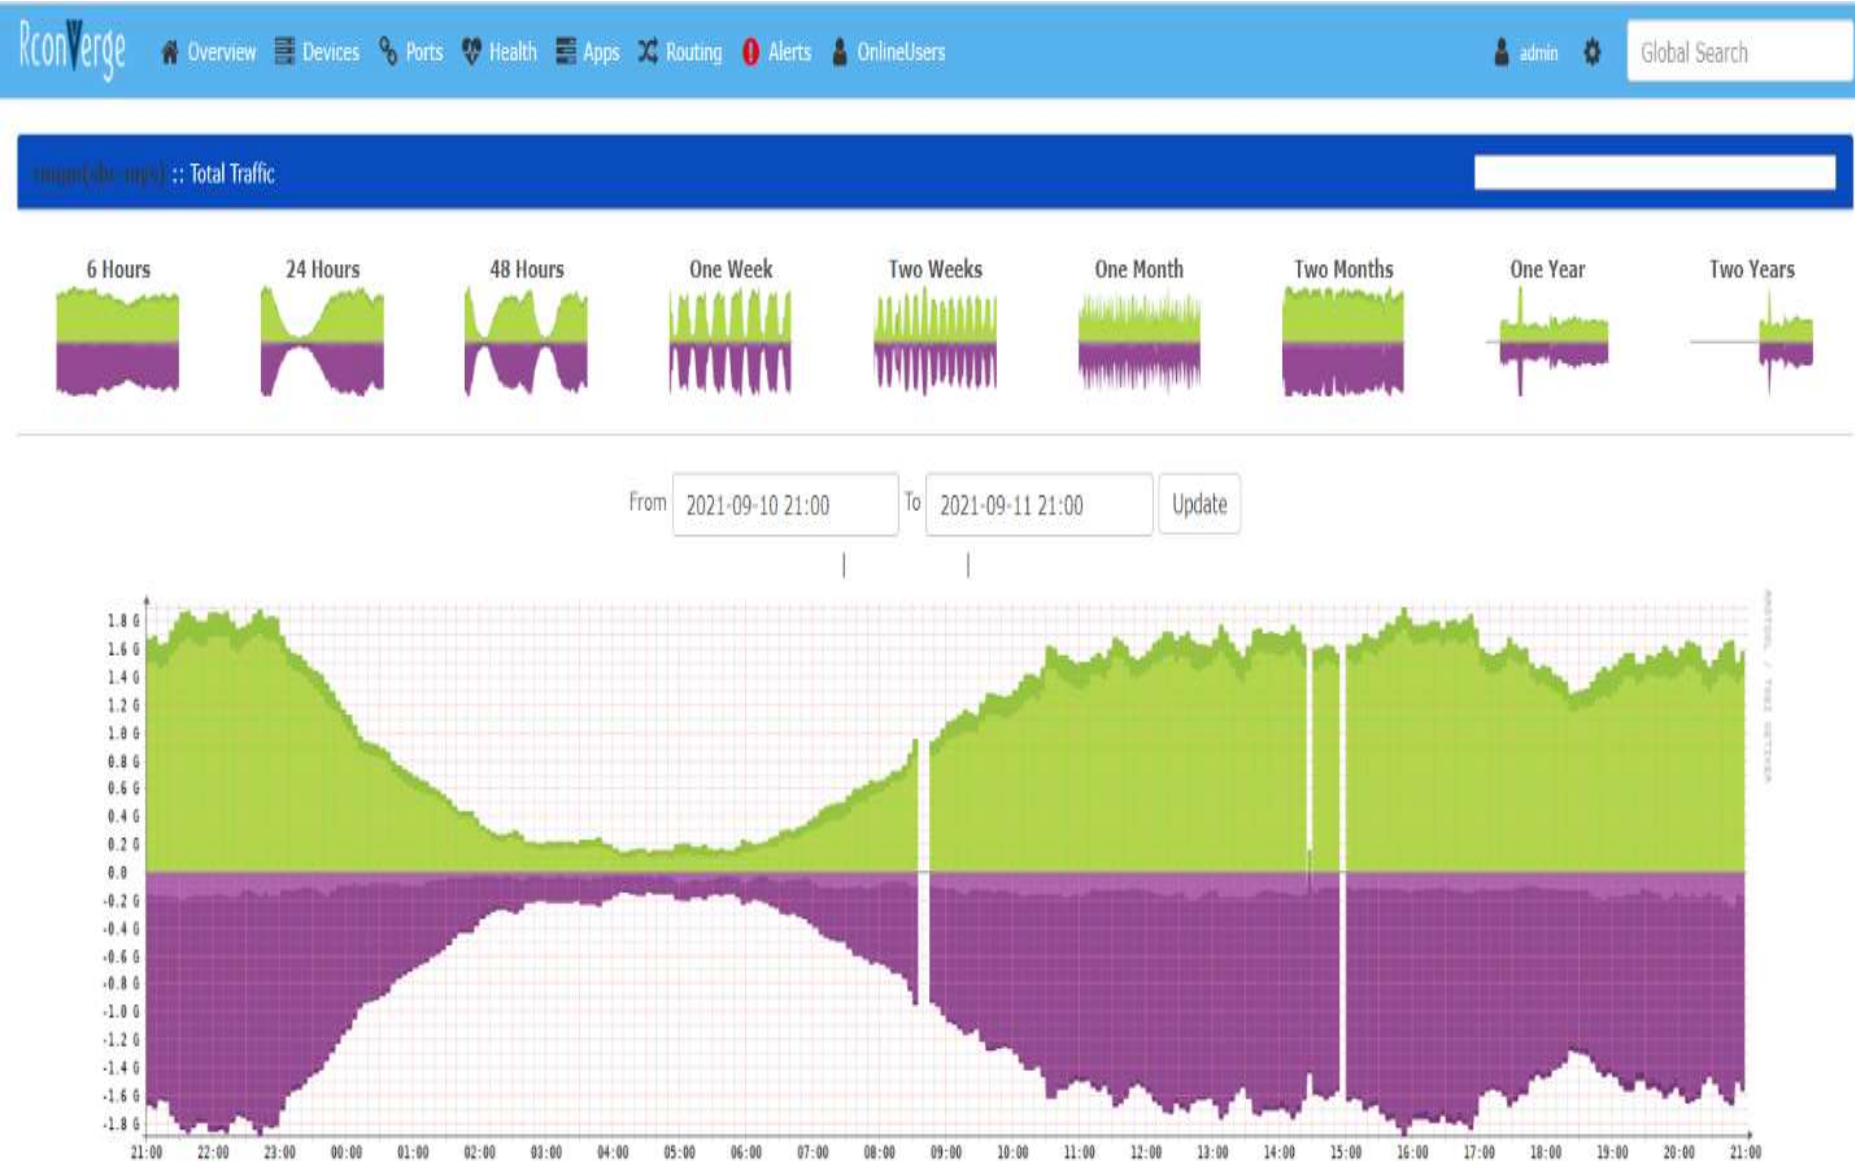 RconVerge Overview Devices Ports Health Apps Routing Alerts OnlineUsers admin Global Search
:: Total Traffic
6 Hours 24 Hours 48 Hours One Week Two Weeks One Month Two Months One Year Two Years
From 2021-09-10 21:00 To 2021-09-11 21:00 Update
1.8 G
1.6 G
1.4 G
1.2 G
1.0 G
0.8 G
0.6 G
0.4 G
0.2 G
0.0
-0.2 G
-0.4 G
-0.6 G
-0.8 G
-1.0 G
-1.2 G
-1.4 G
-1.6 G
-1.8 G
21:00 22:00 23:00 00:00 01:00 02:00 03:00 04:00 05:00 06:00 07:00 08:00 09:00 10:00 11:00 12:00 13:00 14:00 15:00 16:00 17:00 18:00 19:00 20:00 21:00
RRDTOOL / TOBI OETIKER